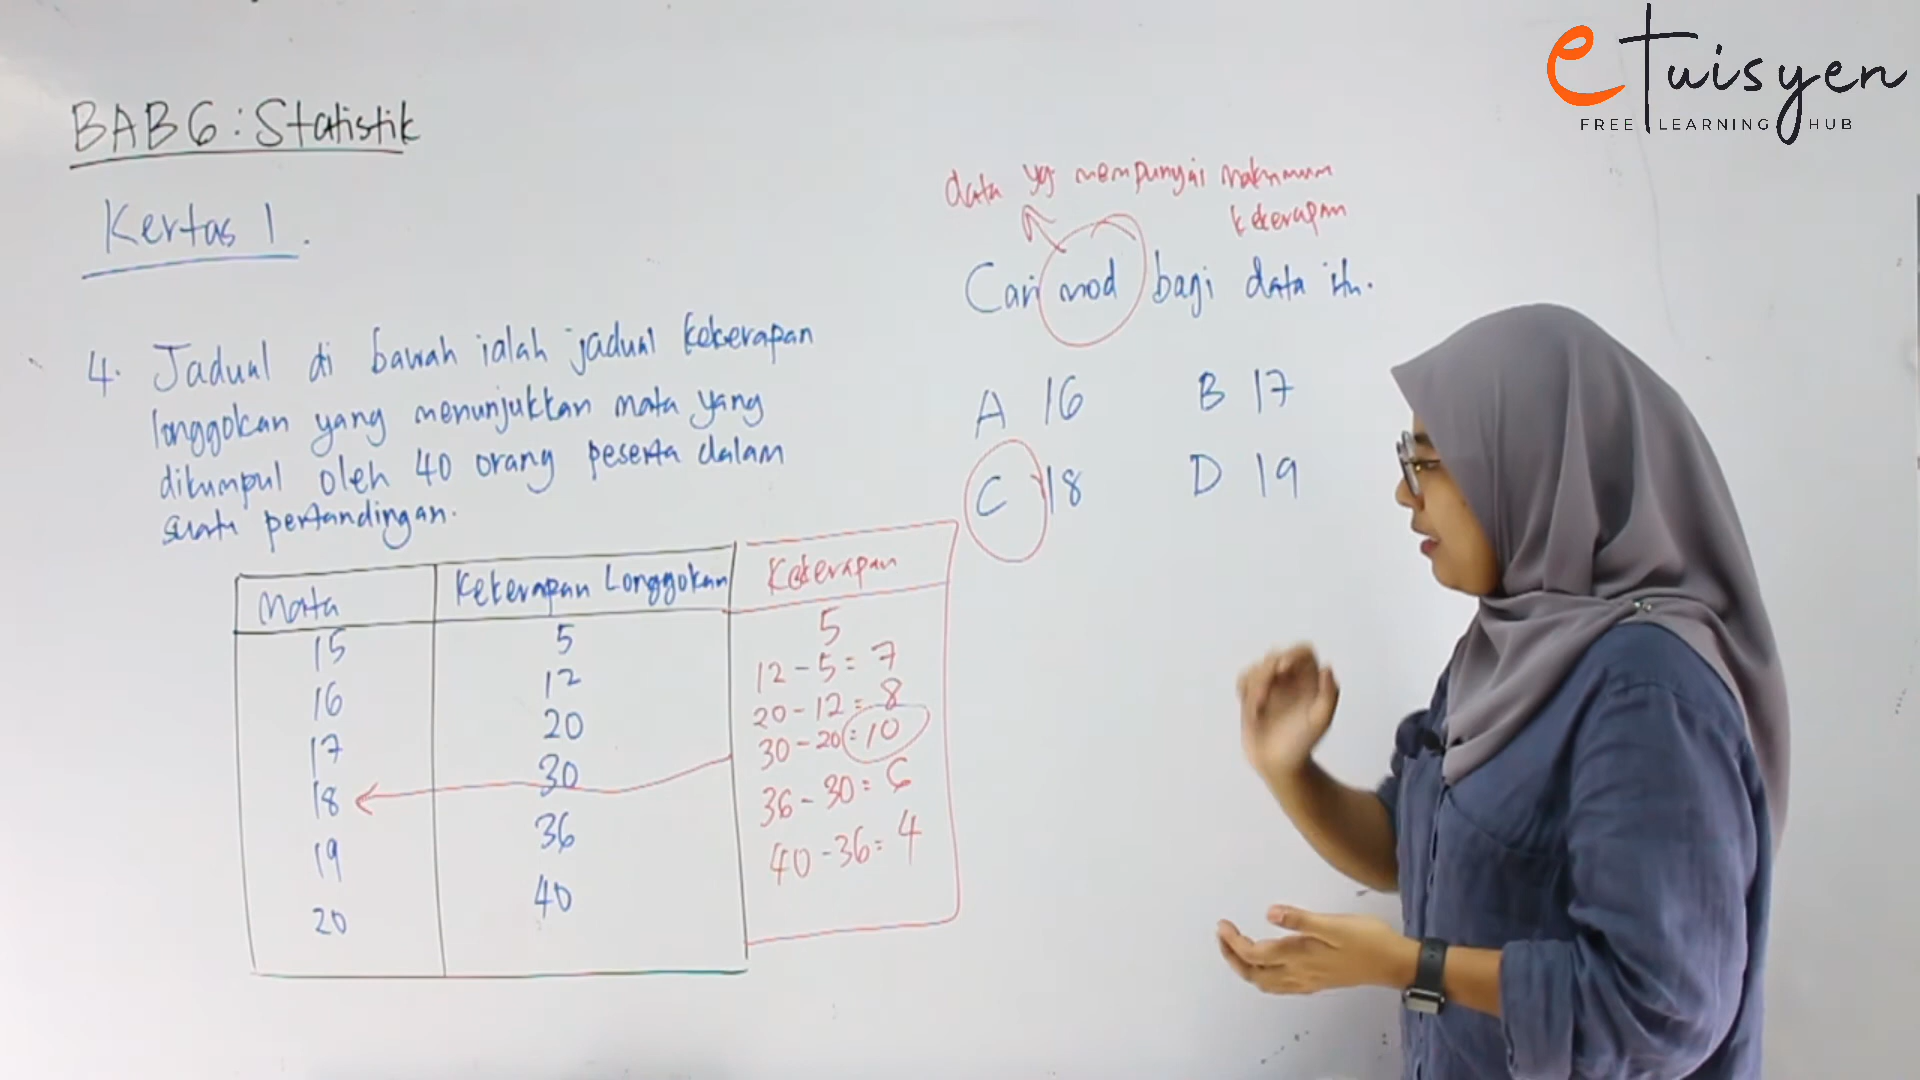 eTuisyen
FREE LEARNING HUB
BAB 6 : Statistik
Kertas 1.
4. Jadual di bawah ialah jadual kekerapan
longgokan yang menunjukkan mata yang
dikumpul oleh 40 orang peserta dalam
suatu pertandingan.
Mata Kekerapan Longgokan Kekerapan
15 5 5
16 12 12 - 5 = 7
17 20 20 - 12 = 8
18 30 30 - 20 = 10
19 36 36 - 30 = 6
20 40 40 - 36 = 4
data yg mempunyai maksimum
kekerapan
Cari mod bagi data itu.
A 16 B 17
C 18 D 19